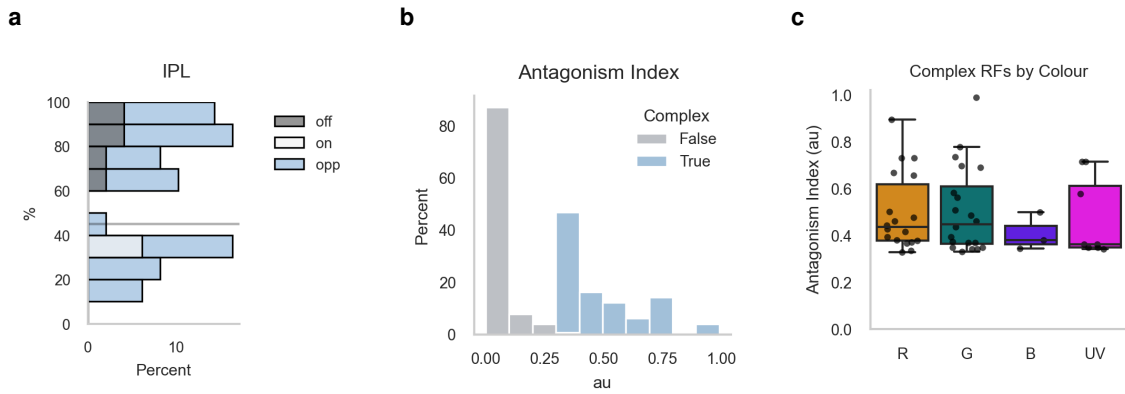 a
IPL
%
100
80
60
40
20
0
0 10
Percent
off
on
opp
b
Antagonism Index
Percent
80
60
40
20
0
0.00 0.25 0.50 0.75 1.00
au
Complex
False
True
c
Complex RFs by Colour
Antagonism Index (au)
1.0
0.8
0.6
0.4
0.2
0.0
R G B UV